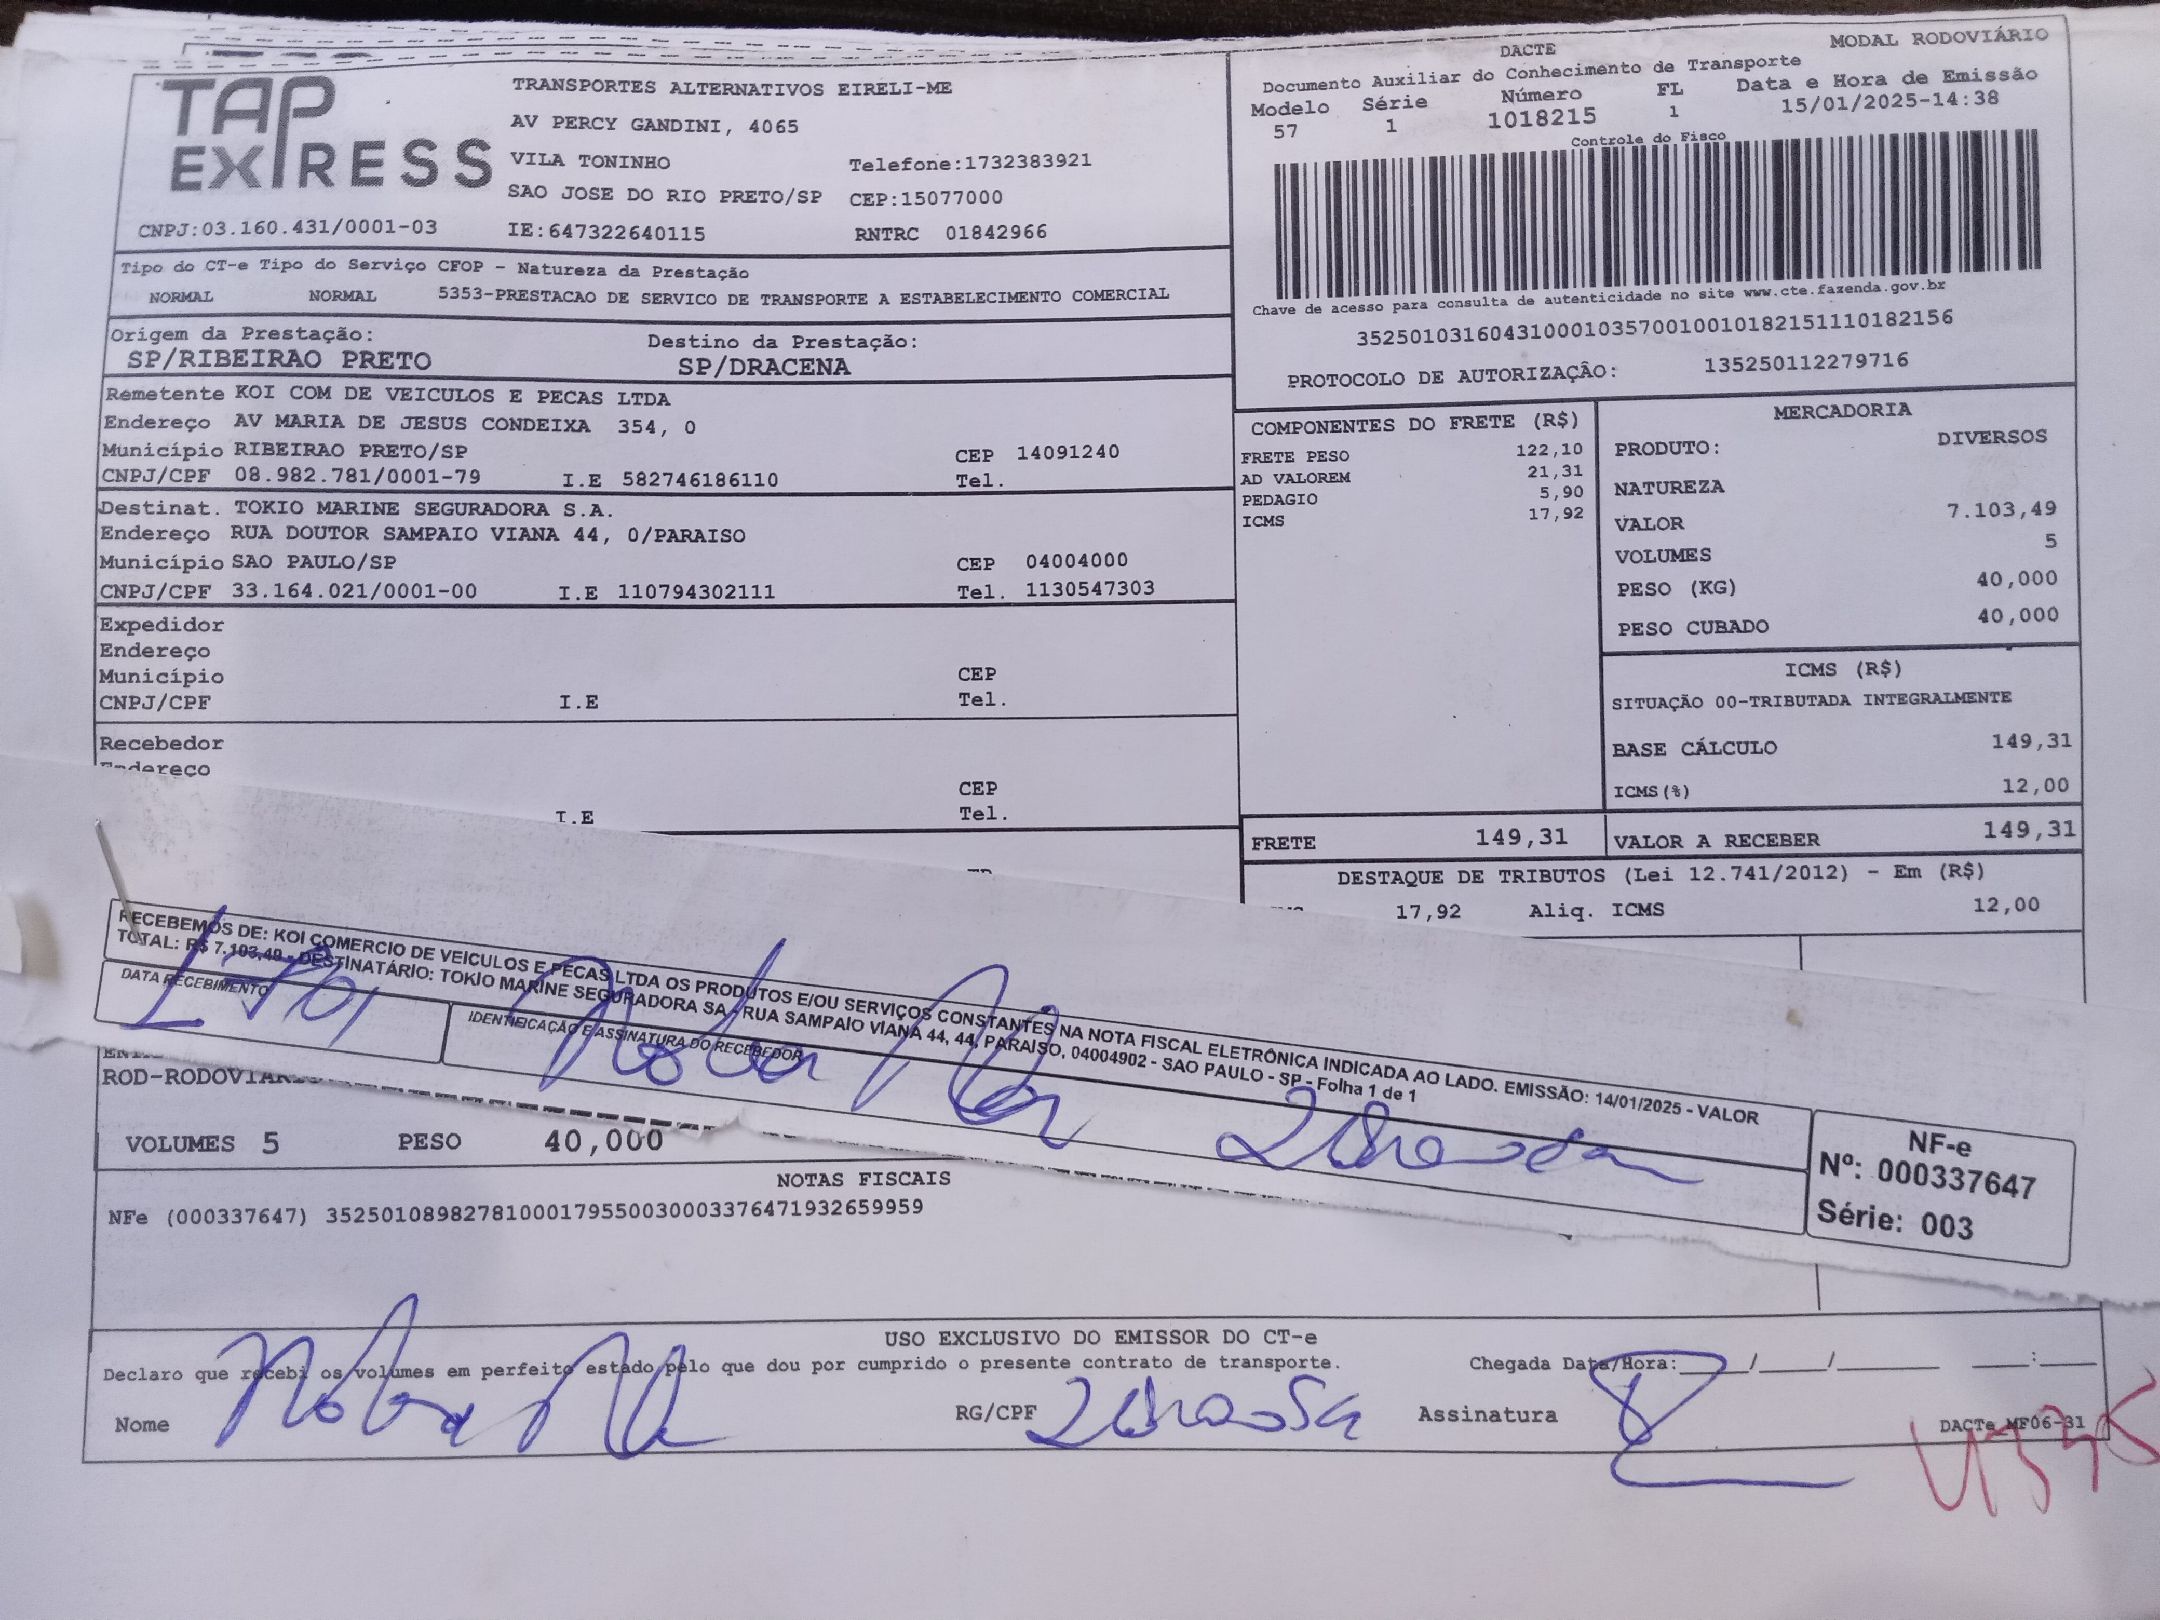 TAP EXPRESS
TRANSPORTES ALTERNATIVOS EIRELI-ME
AV PERCY GANDINI, 4065
VILA TONINHO Telefone:1732383921
SAO JOSE DO RIO PRETO/SP CEP:15077000
CNPJ:03.160.431/0001-03 IE:647322640115 RNTRC 01842966
Tipo do CT-e Tipo do Serviço CFOP - Natureza da Prestação
NORMAL NORMAL 5353-PRESTACAO DE SERVICO DE TRANSPORTE A ESTABELECIMENTO COMERCIAL
Origem da Prestação: Destino da Prestação:
SP/RIBEIRAO PRETO SP/DRACENA
Remetente KOI COM DE VEICULOS E PECAS LTDA
Endereço AV MARIA DE JESUS CONDEIXA 354, 0
Município RIBEIRAO PRETO/SP CEP 14091240
CNPJ/CPF 08.982.781/0001-79 I.E 582746186110 Tel.
Destinat. TOKIO MARINE SEGURADORA S.A.
Endereço RUA DOUTOR SAMPAIO VIANA 44, 0/PARAISO
Município SAO PAULO/SP CEP 04004000
CNPJ/CPF 33.164.021/0001-00 I.E 110794302111 Tel. 1130547303
Expedidor
Endereço
Município CEP
CNPJ/CPF I.E Tel.
Recebedor
Endereço
CEP
I.E Tel.
DACTE MODAL RODOVIÁRIO
Documento Auxiliar do Conhecimento de Transporte
Modelo Série Número FL Data e Hora de Emissão
57 1 1018215 1 15/01/2025-14:38
Controle do Fisco
Chave de acesso para consulta de autenticidade no site www.cte.fazenda.gov.br
35250103160431000103570010010182151110182156
PROTOCOLO DE AUTORIZAÇÂO: 135250112279716
COMPONENTES DO FRETE (R$)
FRETE PESO 122,10
AD VALOREM 21,31
PEDAGIO 5,90
ICMS 17,92
MERCADORIA
PRODUTO: DIVERSOS
NATUREZA
VALOR 7.103,49
VOLUMES 5
PESO (KG) 40,000
PESO CUBADO 40,000
ICMS (R$)
SITUAÇÃO 00-TRIBUTADA INTEGRALMENTE
BASE CÁLCULO 149,31
ICMS(%) 12,00
FRETE 149,31 VALOR A RECEBER 149,31
DESTAQUE DE TRIBUTOS (Lei 12.741/2012) - Em (R$)
17,92 Aliq. ICMS 12,00
RECEBEMOS DE: KOI COMERCIO DE VEICULOS E PECAS LTDA OS PRODUTOS E/OU SERVIÇOS CONSTANTES NA NOTA FISCAL ELETRÔNICA INDICADA AO LADO. EMISSÃO: 14/01/2025 - VALOR
TOTAL: R$ 7.103,49 - DESTINATÁRIO: TOKIO MARINE SEGURADORA SA - RUA SAMPAIO VIANA 44, 44, PARAISO, 04004902 - SAO PAULO - SP - Folha 1 de 1
DATA RECEBIMENTO IDENTIFICAÇÃO E ASSINATURA DO RECEBEDOR
NF-e
Nº: 000337647
Série: 003
ROD-RODOVIARIO
VOLUMES 5 PESO 40,000
NOTAS FISCAIS
NFe (000337647) 35250108982781000179550030003376471932659959
USO EXCLUSIVO DO EMISSOR DO CT-e
Declaro que recebi os volumes em perfeito estado pelo que dou por cumprido o presente contrato de transporte. Chegada Data/Hora:____/____/______ ____:____
Nome RG/CPF Assinatura
DACTe_MF06-31